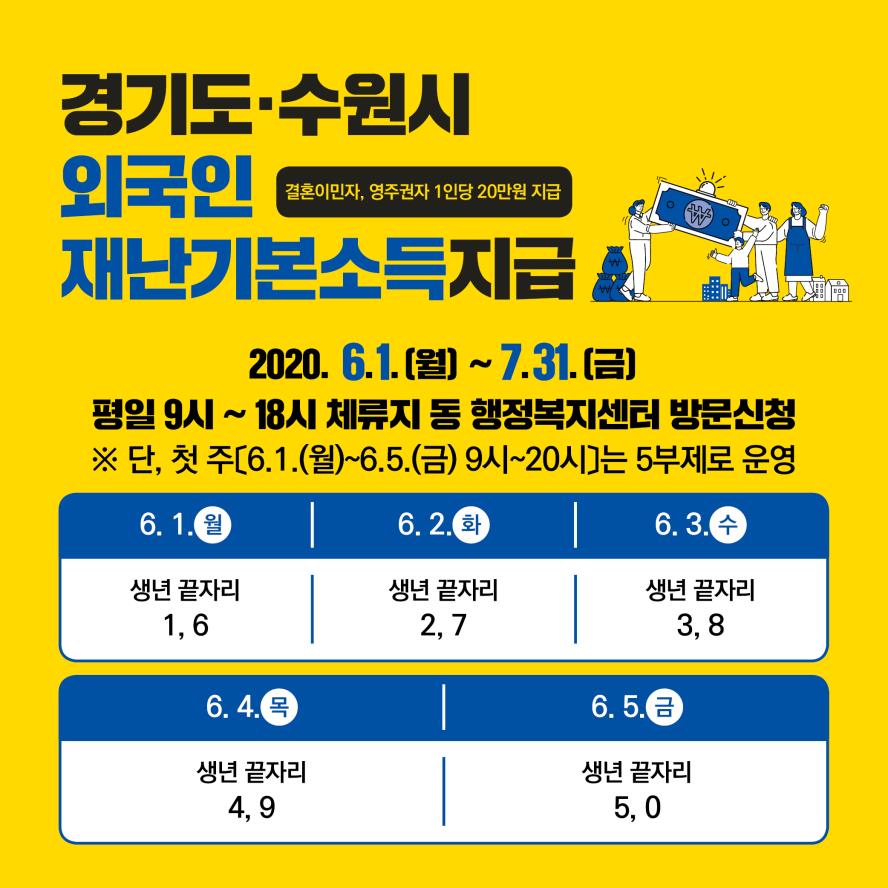 경기도·수원시
외국인
결혼이민자, 영주권자 1인당 20만원 지급
재난기본소득지급
₩
2020. 6.1.(월) ~ 7.31.(금)
평일 9시 ~ 18시 체류지 동 행정복지센터 방문신청
※ 단, 첫 주[6.1.(월)~6.5.(금) 9시~20시]는 5부제로 운영
6. 1.월 6. 2.화 6. 3.수
생년 끝자리 생년 끝자리 생년 끝자리
1, 6 2, 7 3, 8
6. 4.목 6. 5.금
생년 끝자리 생년 끝자리
4, 9 5, 0